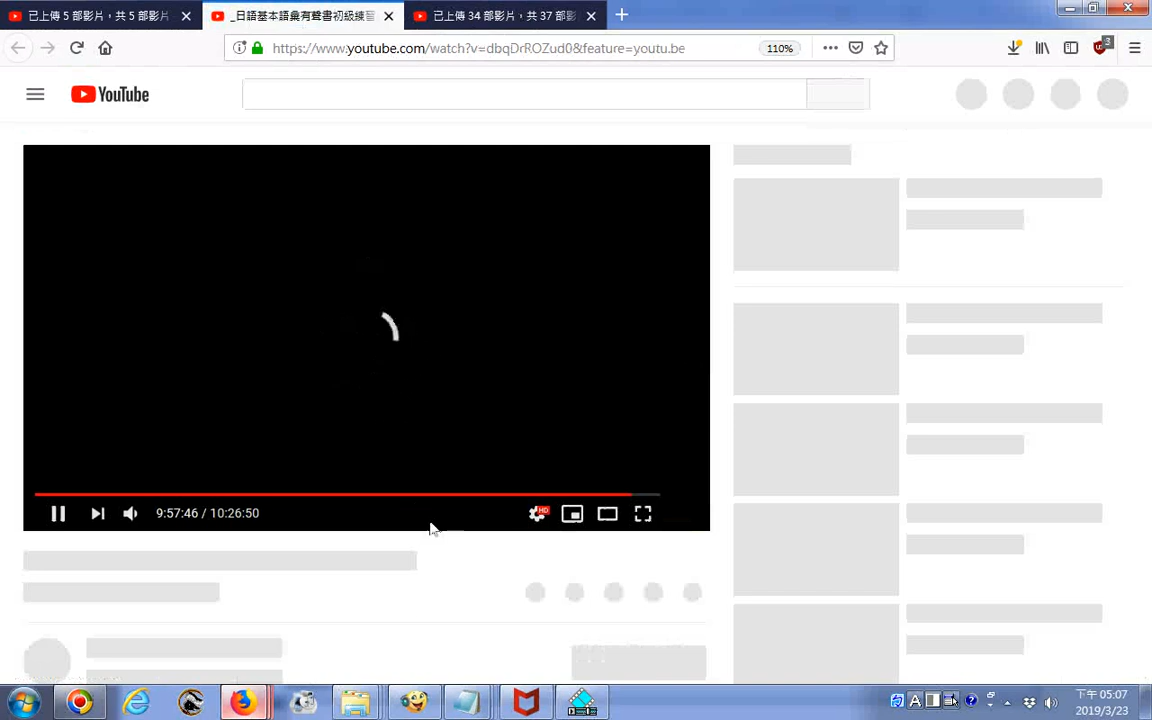 已上傳 5 部影片，共 5 部影
_日語基本語彙有聲書初級練習
已上傳 34 部影片，共 37 部影
https://www.youtube.com/watch?v=dbqDrROZud0&feature=youtu.be
110%
3
YouTube
9:57:46 / 10:26:50
HD
A
下午 05:07
2019/3/23